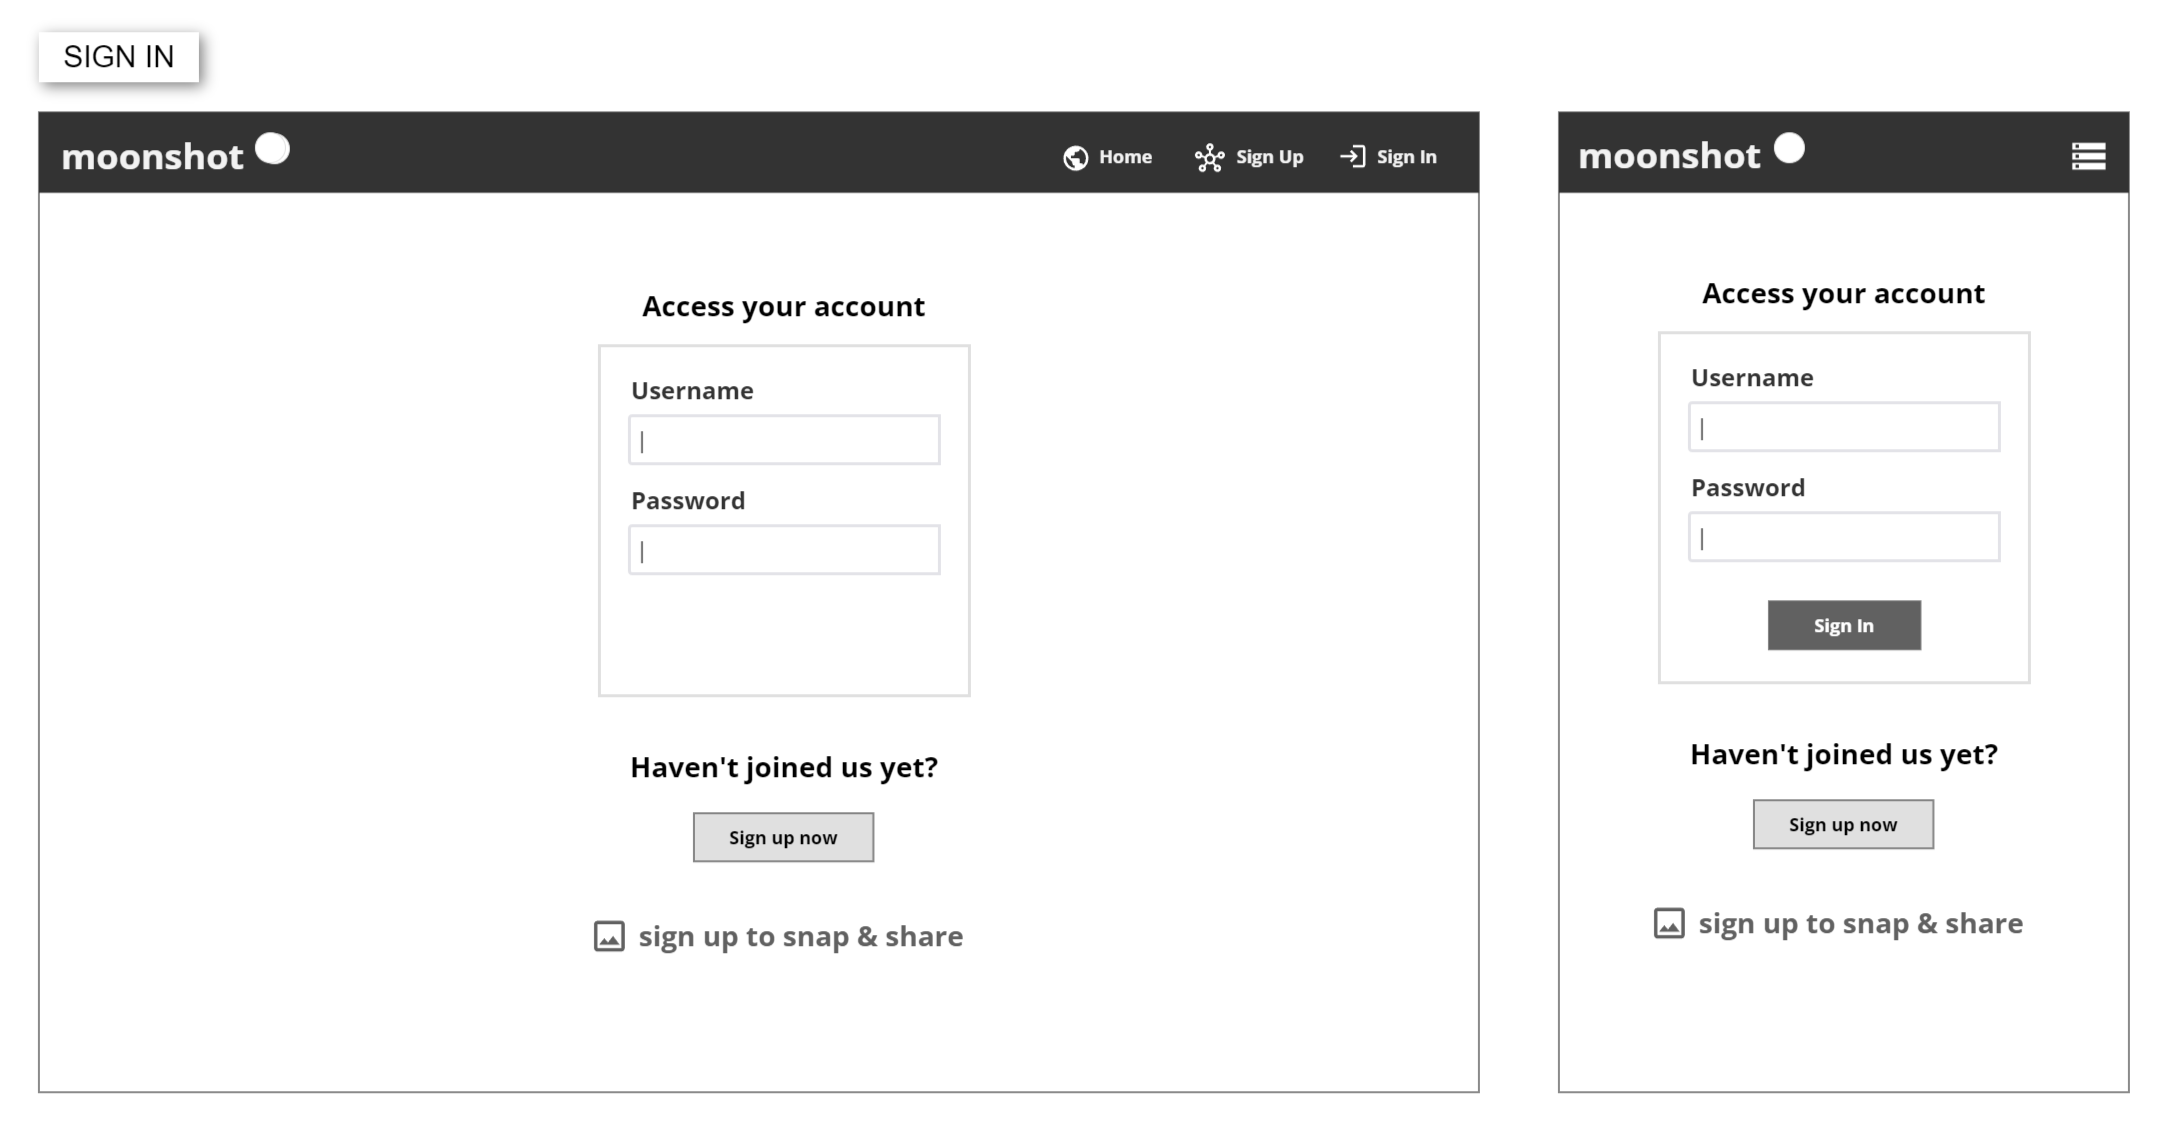 SIGN IN
moonshot
Home
Sign Up
Sign In
Access your account
Username
Password
Haven't joined us yet?
Sign up now
sign up to snap & share
moonshot
Access your account
Username
Password
Sign In
Haven't joined us yet?
Sign up now
sign up to snap & share